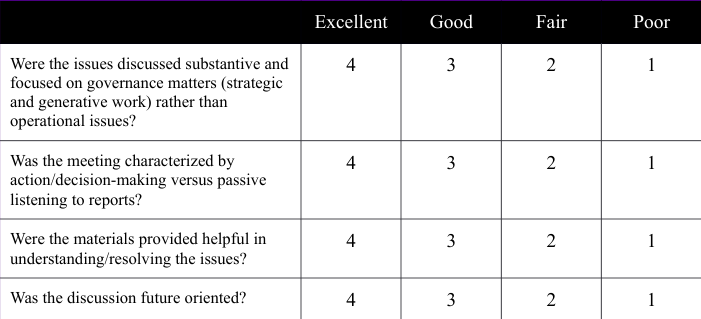 Excellent Good Fair Poor
Were the issues discussed substantive and 4 3 2 1
focused on governance matters (strategic
and generative work) rather than
operational issues?
Was the meeting characterized by 4 3 2 1
action/decision-making versus passive
listening to reports?
Were the materials provided helpful in 4 3 2 1
understanding/resolving the issues?
Was the discussion future oriented? 4 3 2 1